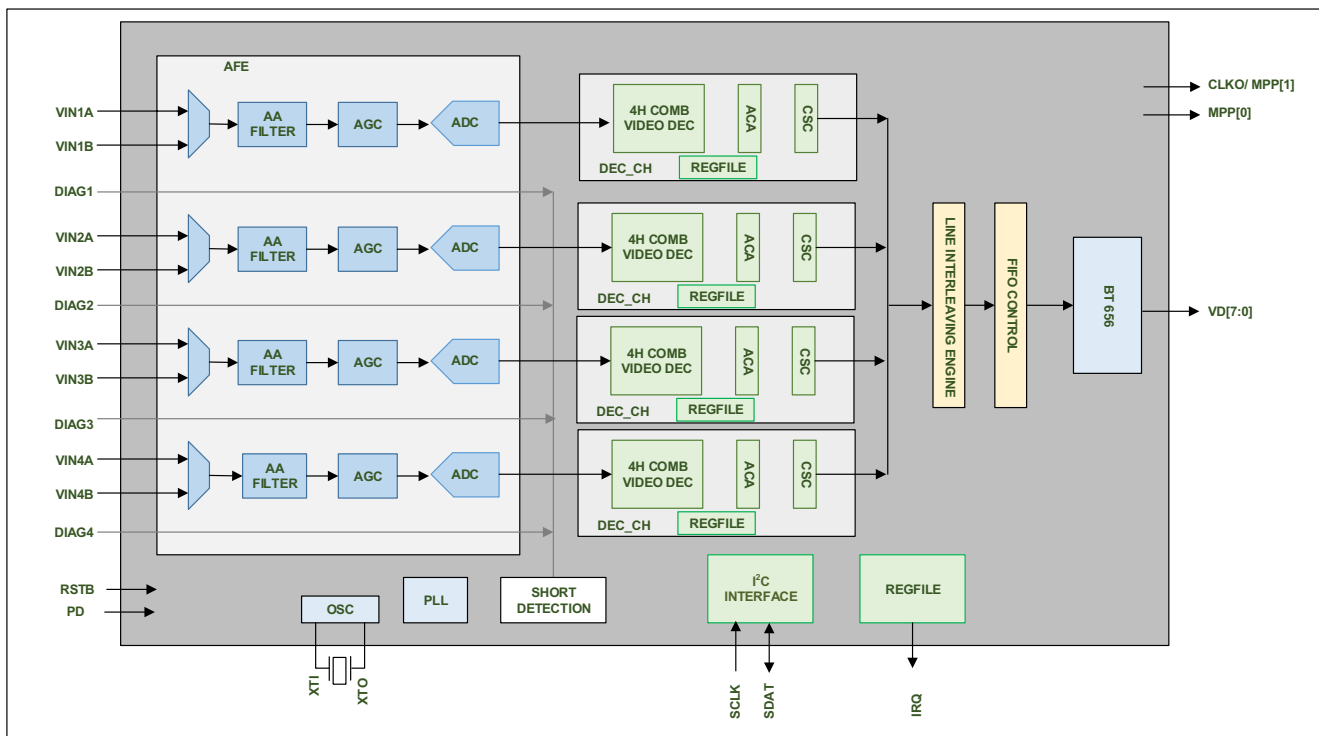 AFE
VIN1A
VIN1B
AA
FILTER
AGC
ADC
4H COMB
VIDEO DEC
ACA
CSC
DEC_CH
REGFILE
CLKO/ MPP[1]
MPP[0]
DIAG1
VIN2A
VIN2B
AA
FILTER
AGC
ADC
4H COMB
VIDEO DEC
ACA
CSC
DEC_CH
REGFILE
DIAG2
LINE INTERLEAVING ENGINE
FIFO CONTROL
BT 656
VD[7:0]
VIN3A
VIN3B
AA
FILTER
AGC
ADC
4H COMB
VIDEO DEC
ACA
CSC
DEC_CH
REGFILE
DIAG3
VIN4A
VIN4B
AA
FILTER
AGC
ADC
4H COMB
VIDEO DEC
ACA
CSC
DEC_CH
REGFILE
DIAG4
RSTB
PD
OSC
PLL
SHORT
DETECTION
I²C
INTERFACE
REGFILE
XTI
XTO
SCLK
SDAT
IRQ